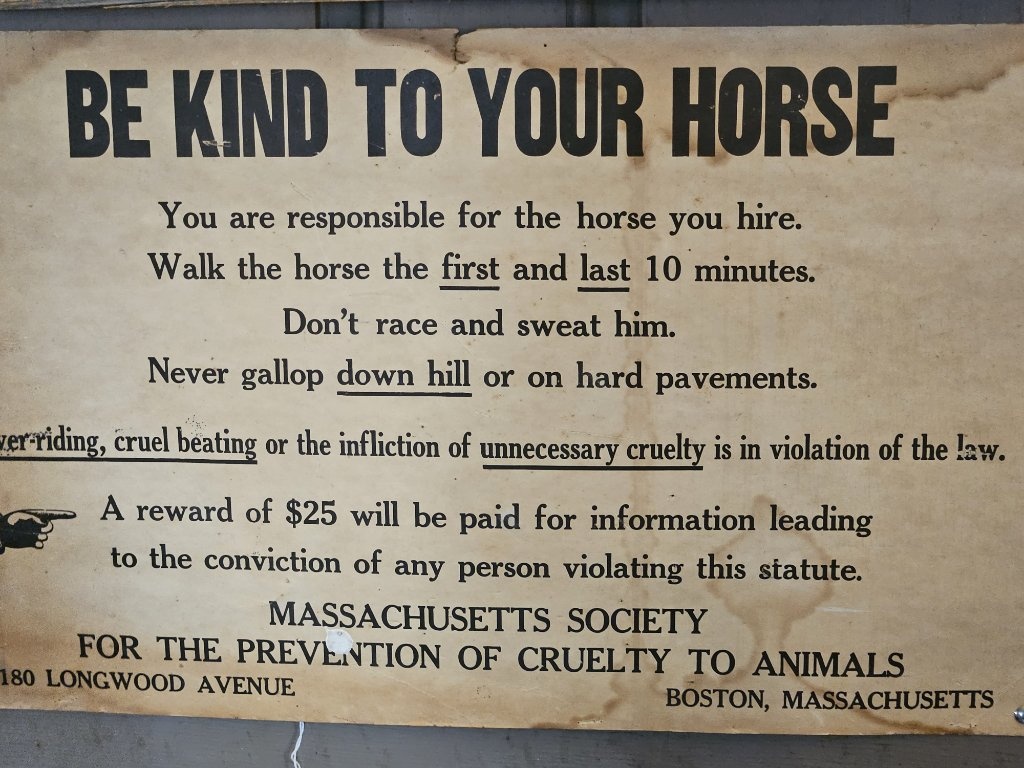 BE KIND TO YOUR HORSE
You are responsible for the horse you hire.
Walk the horse the first and last 10 minutes.
Don't race and sweat him.
Never gallop down hill or on hard pavements.
ver-riding, cruel beating or the infliction of unnecessary cruelty is in violation of the law.
A reward of $25 will be paid for information leading
to the conviction of any person violating this statute.
MASSACHUSETTS SOCIETY
FOR THE PREVENTION OF CRUELTY TO ANIMALS
180 LONGWOOD AVENUE
BOSTON, MASSACHUSETTS